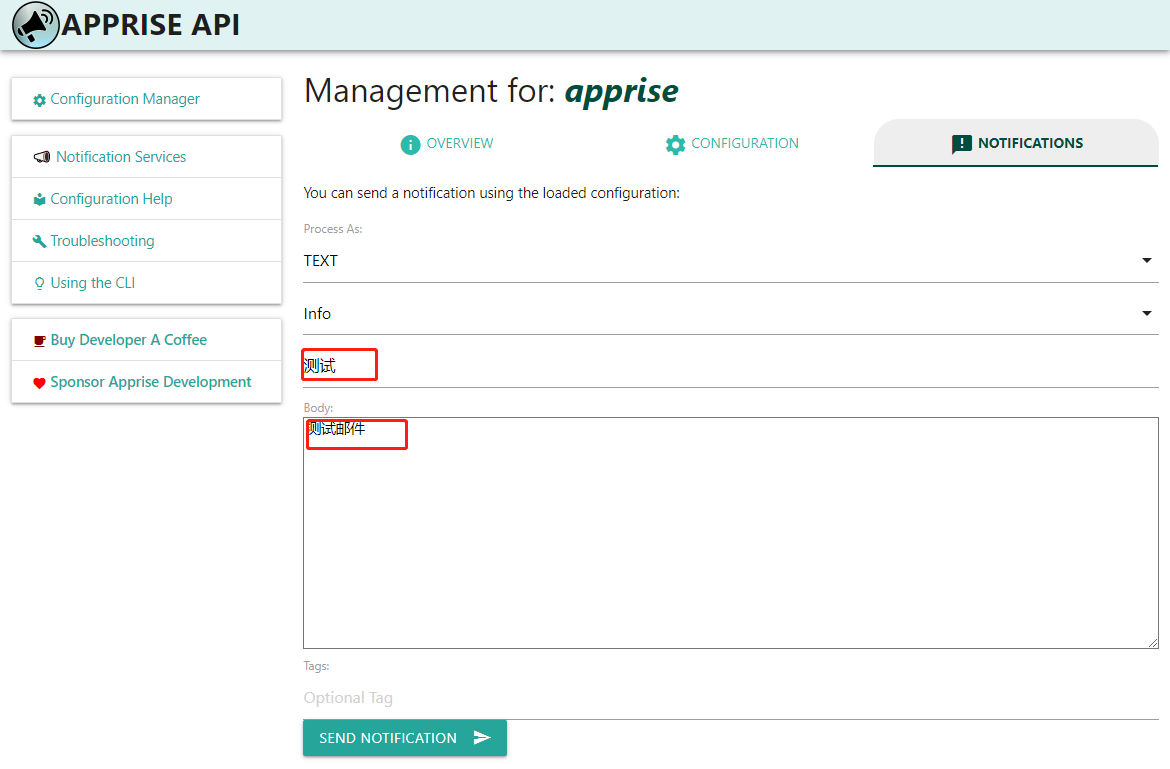 APPRISE API
Configuration Manager
Notification Services
Configuration Help
Troubleshooting
Using the CLI
Buy Developer A Coffee
Sponsor Apprise Development
Management for: apprise
OVERVIEW
CONFIGURATION
NOTIFICATIONS
You can send a notification using the loaded configuration:
Process As:
TEXT
Info
测试
Body:
测试邮件
Tags:
Optional Tag
SEND NOTIFICATION